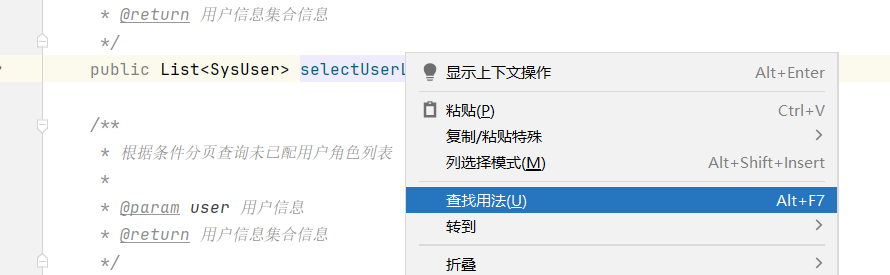 * @return 用户信息集合信息
*/
public List<SysUser> selectUserL
/**
* 根据条件分页查询未已配用户角色列表
*
* @param user 用户信息
* @return 用户信息集合信息
*/
显示上下文操作 Alt+Enter
粘贴(P) Ctrl+V
复制/粘贴特殊
列选择模式(M) Alt+Shift+Insert
查找用法(U) Alt+F7
转到
折叠